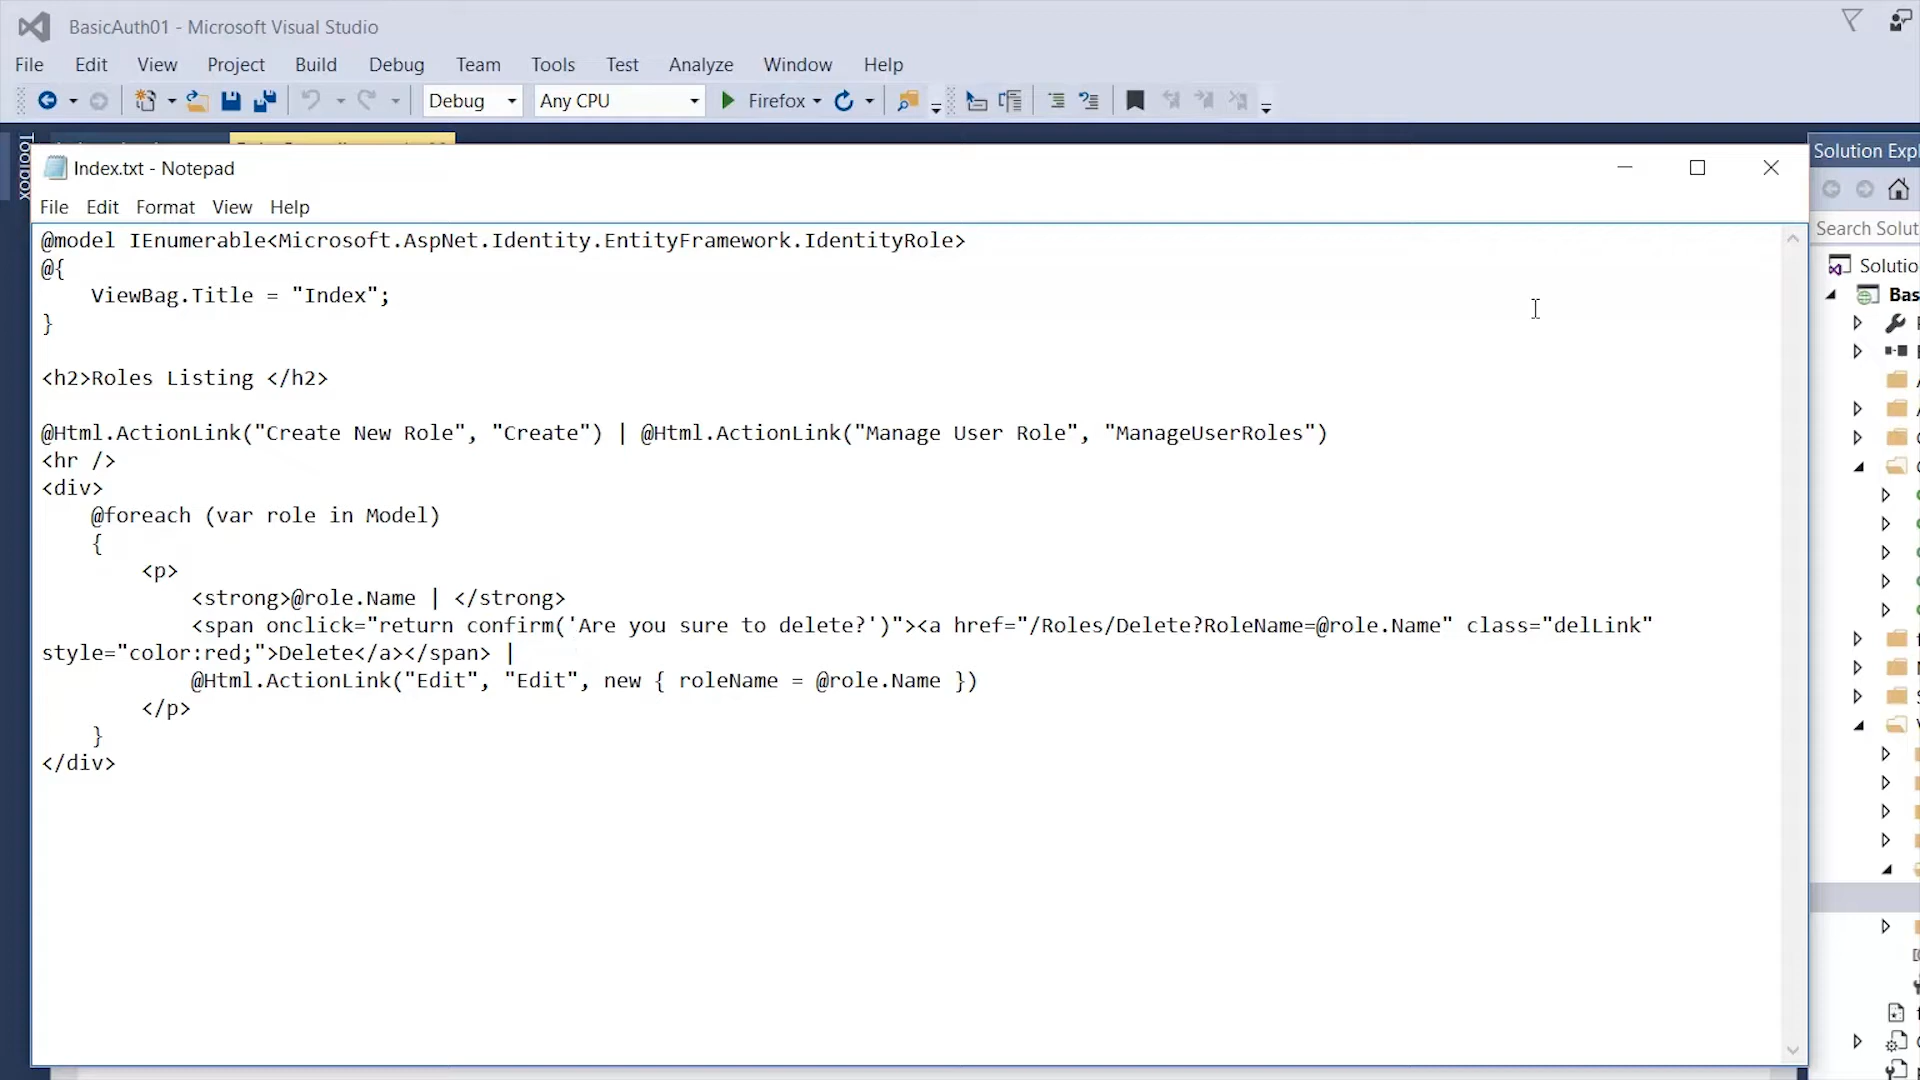 BasicAuth01 - Microsoft Visual Studio
File Edit View Project Build Debug Team Tools Test Analyze Window Help
Debug Any CPU Firefox
Toolbox
Solution Expl
Index.txt - Notepad
File Edit Format View Help
Search Solut
Solutio
Bas
@model IEnumerable<Microsoft.AspNet.Identity.EntityFramework.IdentityRole>
@{
    ViewBag.Title = "Index";
}
<h2>Roles Listing </h2>
@Html.ActionLink("Create New Role", "Create") | @Html.ActionLink("Manage User Role", "ManageUserRoles")
<hr />
<div>
    @foreach (var role in Model)
    {
        <p>
            <strong>@role.Name | </strong>
            <span onclick="return confirm('Are you sure to delete?')"><a href="/Roles/Delete?RoleName=@role.Name" class="delLink"
style="color:red;">Delete</a></span> |
            @Html.ActionLink("Edit", "Edit", new { roleName = @role.Name })
        </p>
    }
</div>